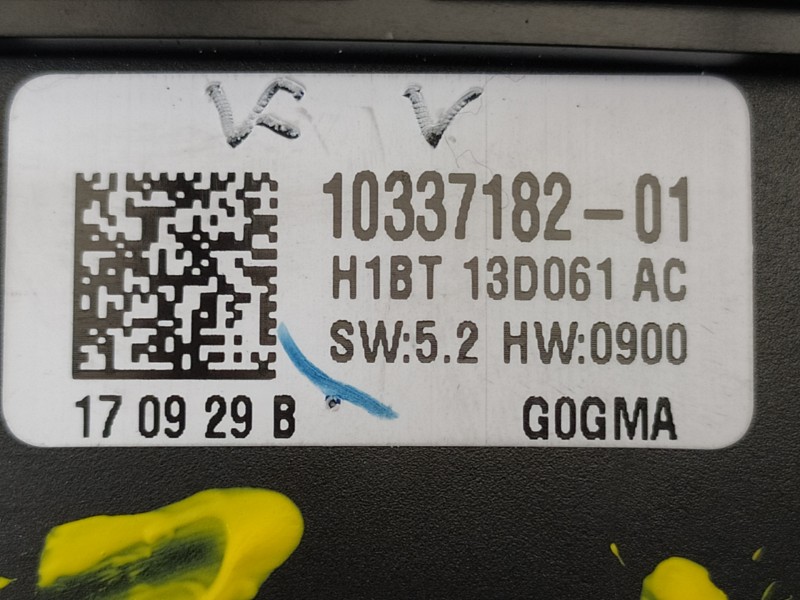 10337182-01
H1BT 13D061 AC
SW:5.2 HW:0900
17 09 29 B
G0GMA